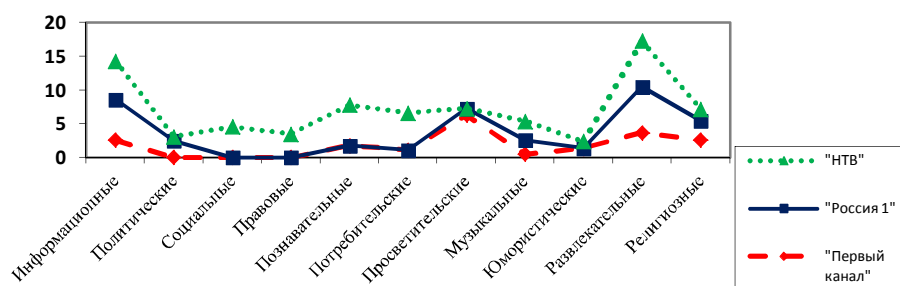 20
15
10
5
0
Информационные
Политические
Социальные
Правовые
Познавательные
Потребительские
Просветительские
Музыкальные
Юмористические
Развлекательные
Религиозные
"НТВ"
"Россия 1"
"Первый
канал"